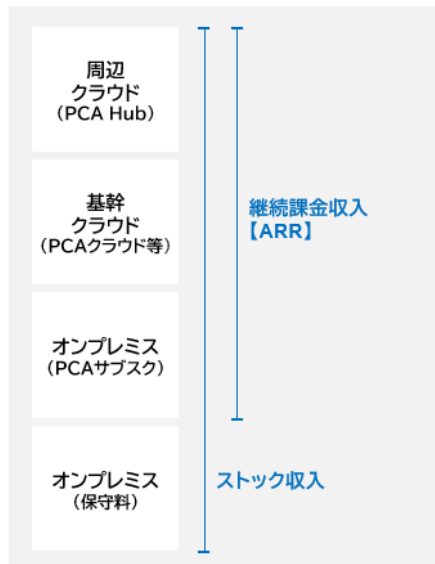 周辺
クラウド
(PCA Hub)
基幹
クラウド
(PCAクラウド等)
オンプレミス
(PCAサブスク)
オンプレミス
(保守料)
継続課金収入
【ARR】
ストック収入